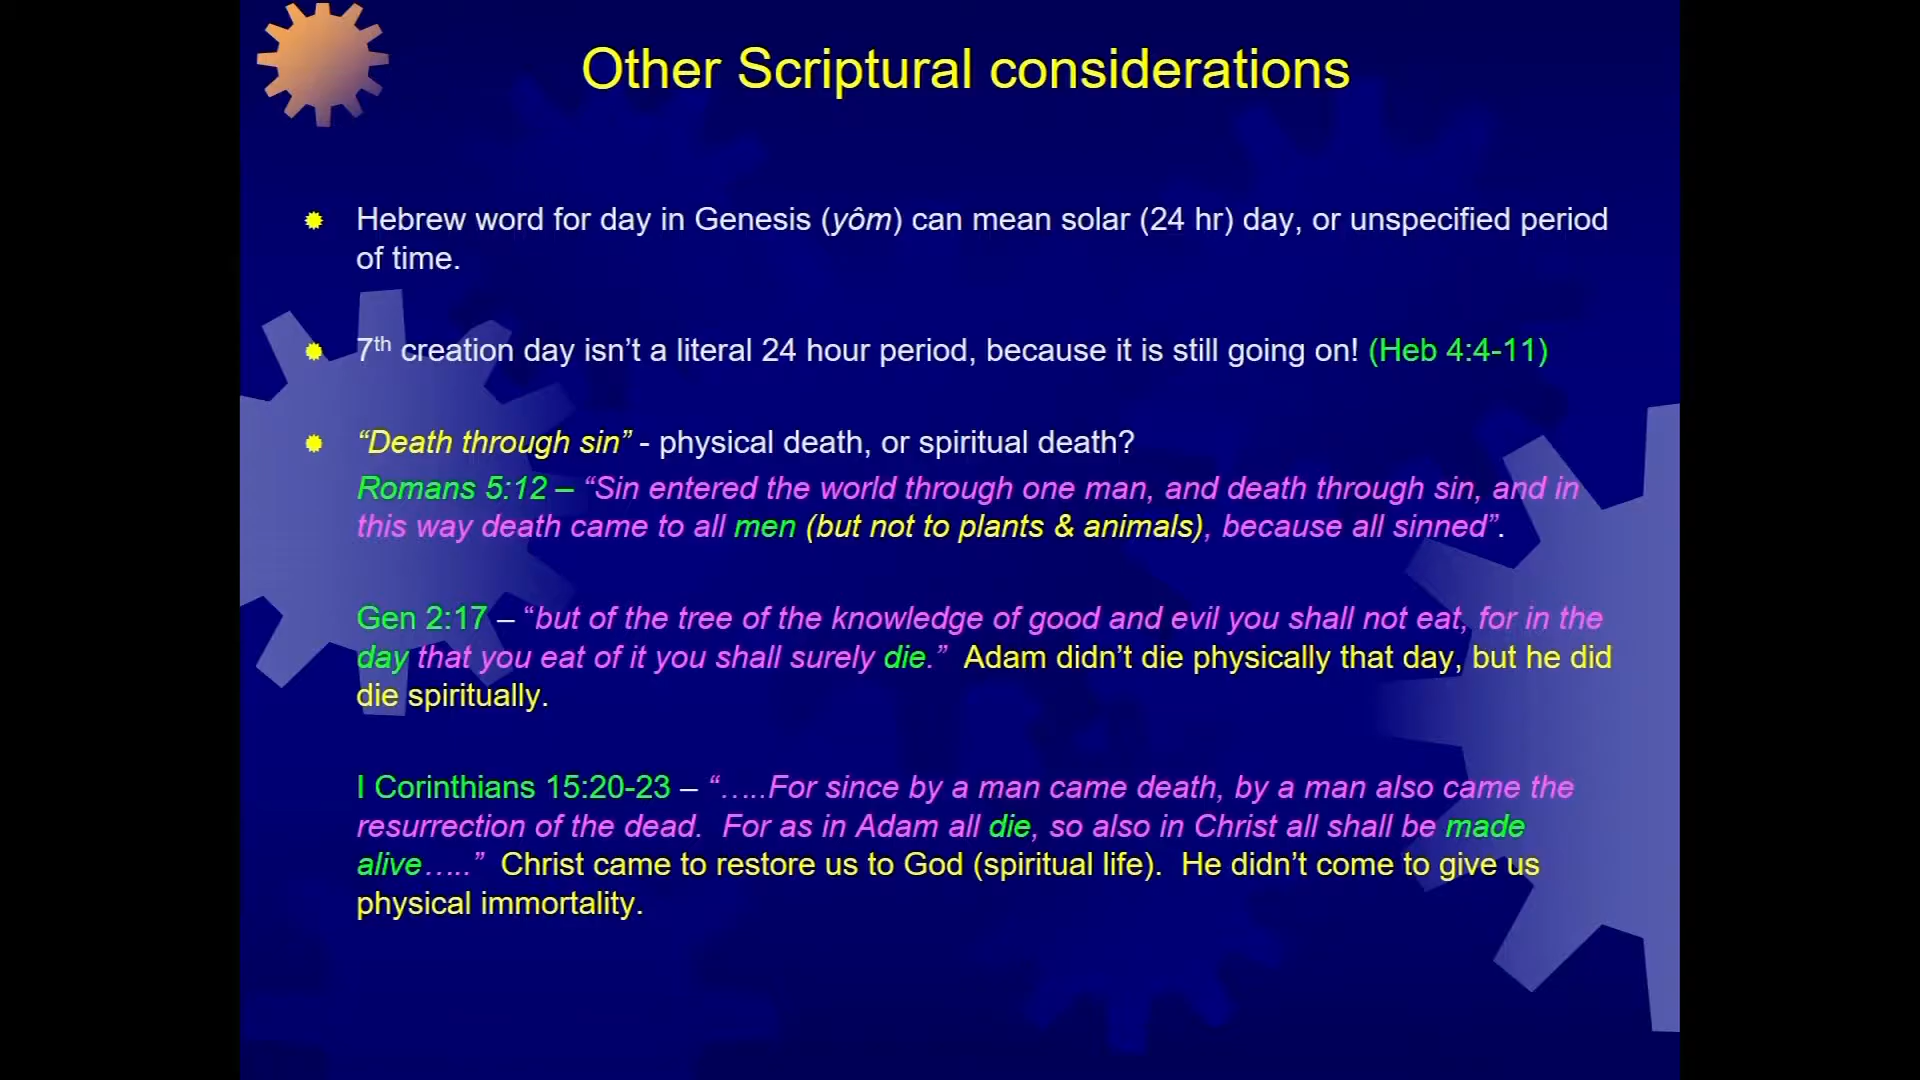 Other Scriptural considerations
Hebrew word for day in Genesis (yôm) can mean solar (24 hr) day, or unspecified period
of time.
7th creation day isn’t a literal 24 hour period, because it is still going on! (Heb 4:4-11)
“Death through sin” - physical death, or spiritual death?
Romans 5:12 – “Sin entered the world through one man, and death through sin, and in
this way death came to all men (but not to plants & animals), because all sinned”.
Gen 2:17 – “but of the tree of the knowledge of good and evil you shall not eat, for in the
day that you eat of it you shall surely die.”  Adam didn’t die physically that day, but he did
die spiritually.
I Corinthians 15:20-23 – “…..For since by a man came death, by a man also came the
resurrection of the dead.  For as in Adam all die, so also in Christ all shall be made
alive…..”  Christ came to restore us to God (spiritual life).  He didn’t come to give us
physical immortality.